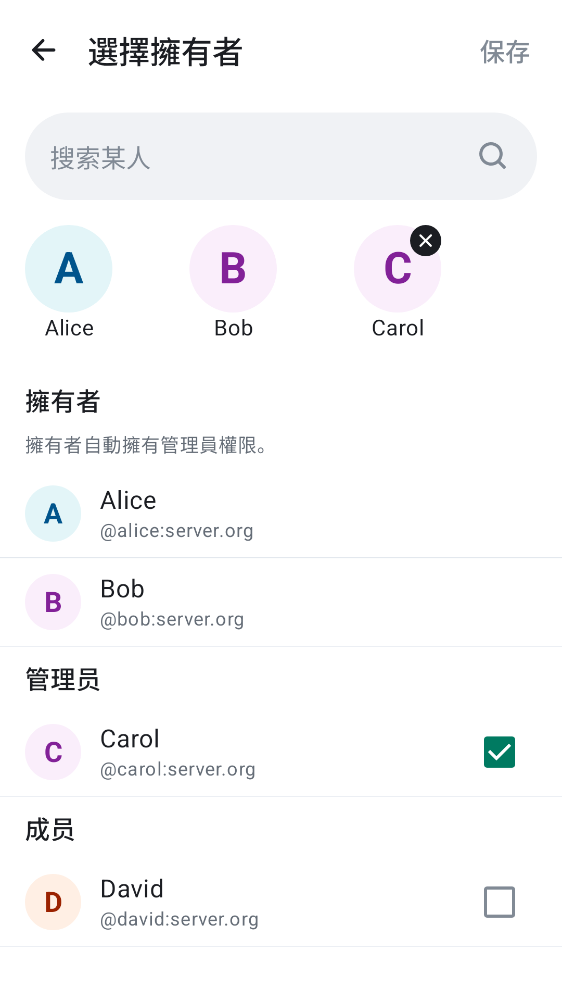 選擇擁有者
保存
搜索某人
A
B
C
Alice
Bob
Carol
擁有者
擁有者自動擁有管理員權限。
A
Alice
@alice:server.org
B
Bob
@bob:server.org
管理员
C
Carol
@carol:server.org
成员
D
David
@david:server.org